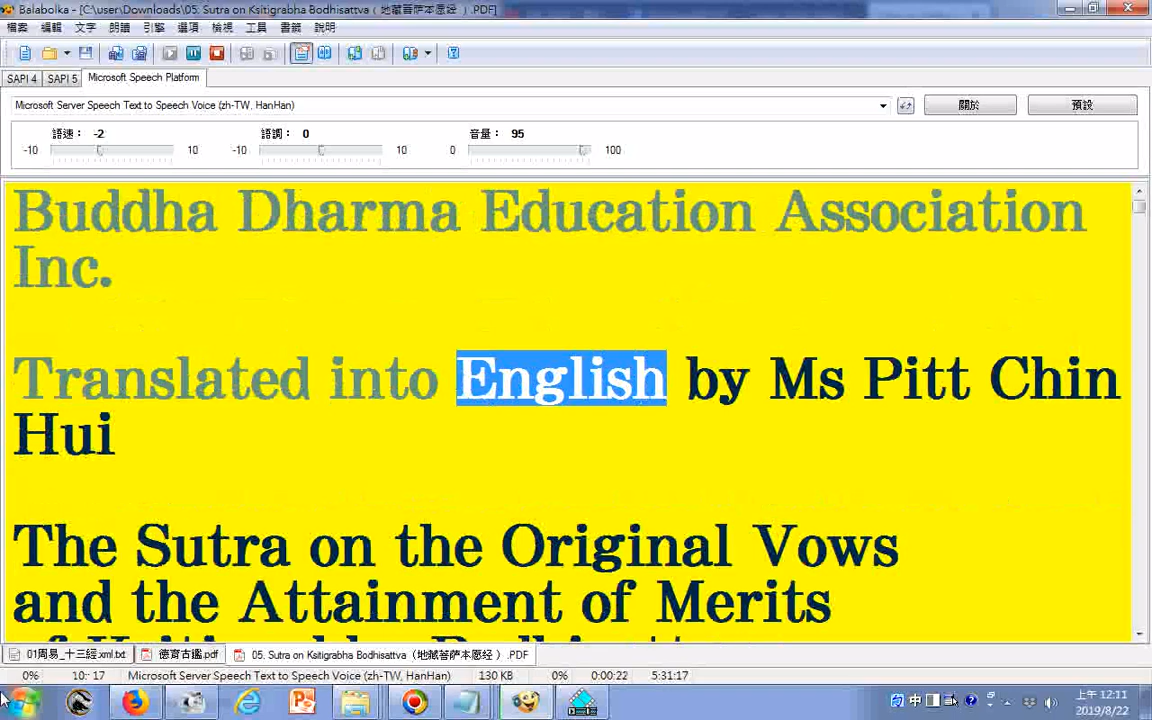 Balabolka - [C:\user\Downloads\05. Sutra on Ksitigrabha Bodhisattva (地藏菩萨本愿经 ).PDF]
檔案 編輯 文字 朗讀 引擎 選項 檢視 工具 書籤 說明
SAPI 4 SAPI 5 Microsoft Speech Platform
Microsoft Server Speech Text to Speech Voice (zh-TW, HanHan) 關於 預設
語速： -2 語調： 0 音量： 95
-10 10 -10 10 0 100
Buddha Dharma Education Association
Inc.
Translated into English by Ms Pitt Chin
Hui
The Sutra on the Original Vows
and the Attainment of Merits
01周易_十三經.xml.txt 德育古鑑.pdf 05. Sutra on Ksitigrabha Bodhisattva（地藏菩萨本愿经 ）.PDF
0% 10: 17 Microsoft Server Speech Text to Speech Voice (zh-TW, HanHan) 130 KB 0% 0:00:22 5:31:17
中 上午 12:11
2019/8/22